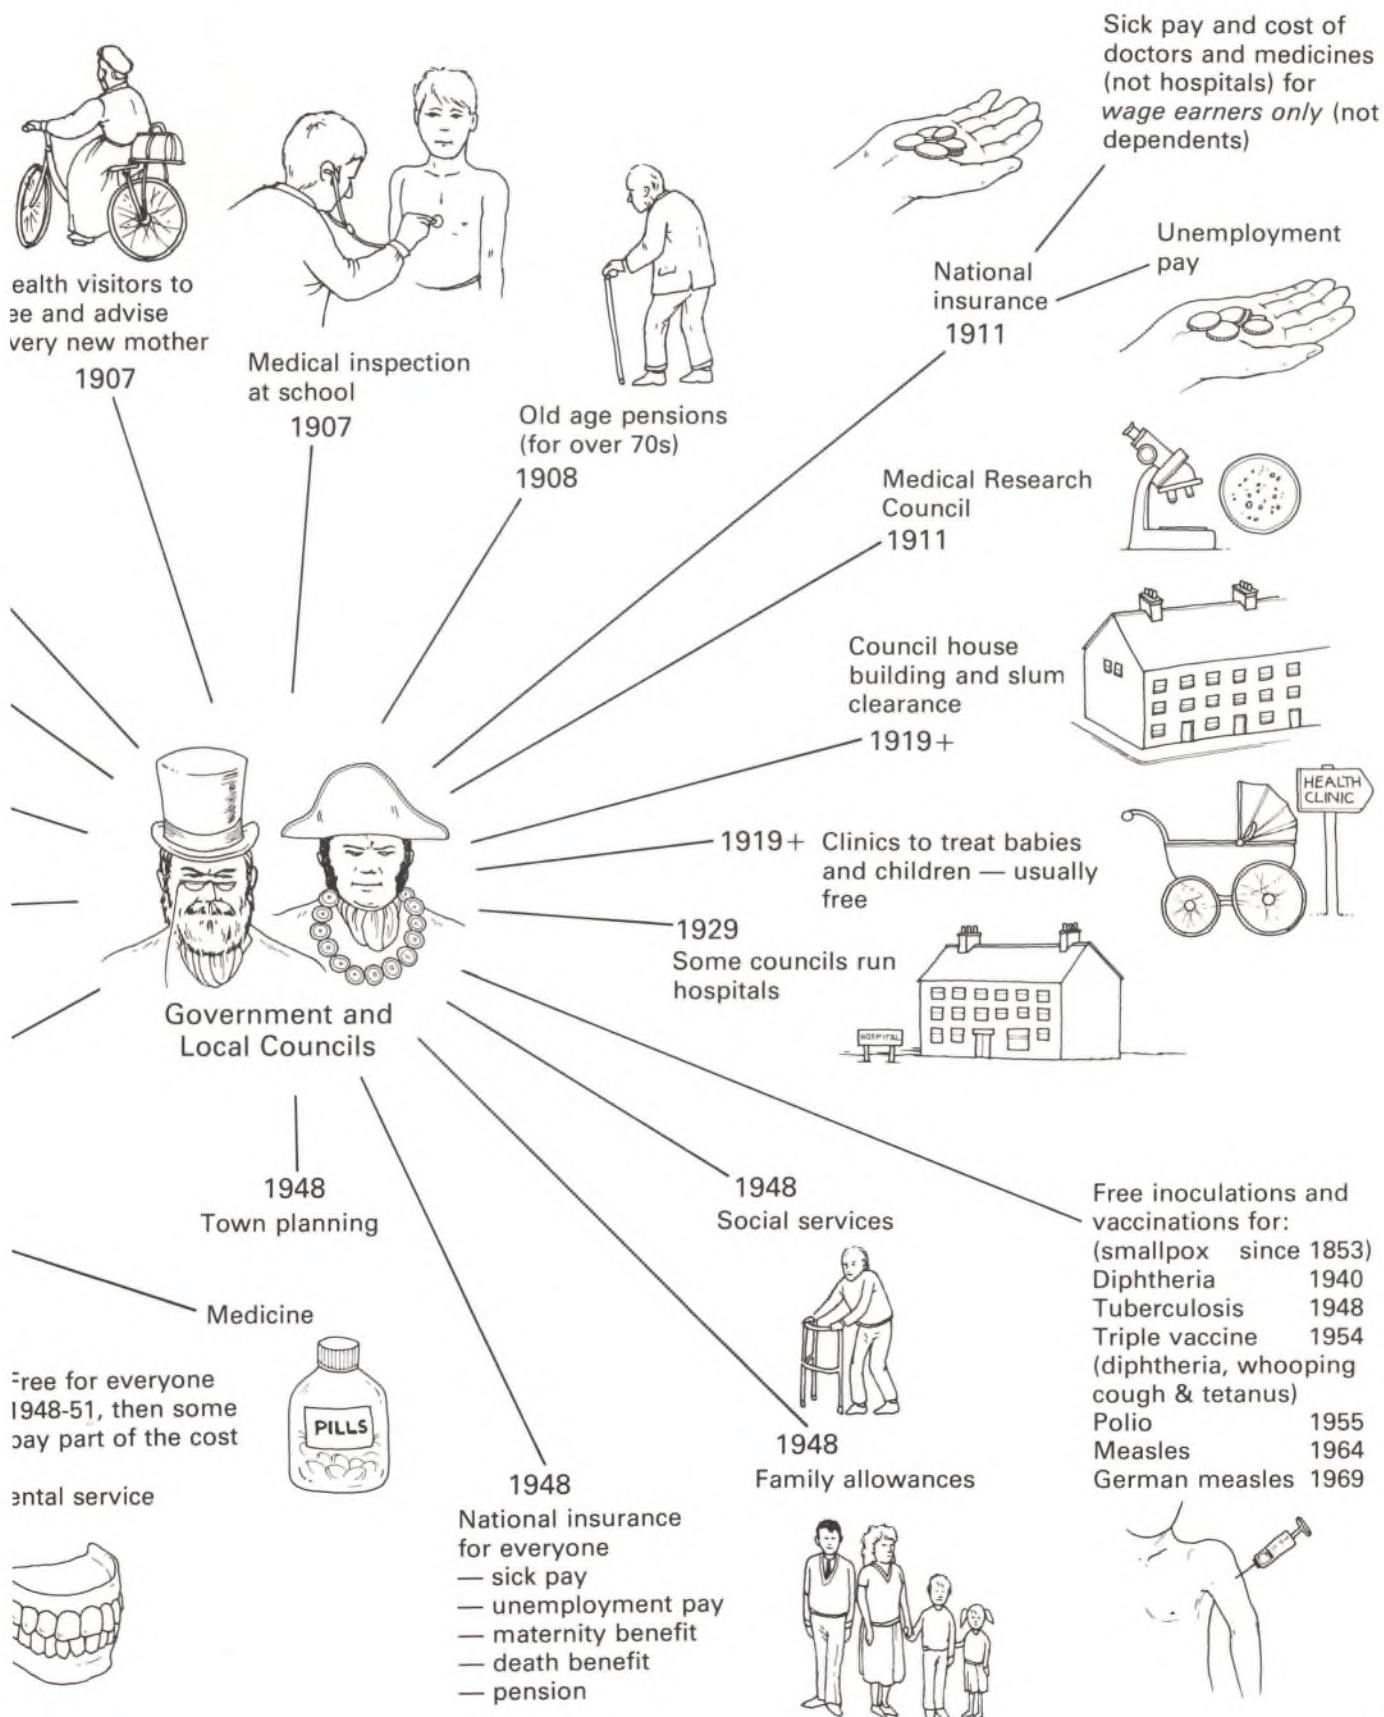 Sick pay and cost of
doctors and medicines
(not hospitals) for
wage earners only (not
dependents)
Unemployment
pay
National
insurance
1911
ealth visitors to
ee and advise
very new mother
1907
Medical inspection
at school
1907
Old age pensions
(for over 70s)
1908
Medical Research
Council
1911
Council house
building and slum
clearance
1919+
HEALTH
CLINIC
1919+ Clinics to treat babies
and children — usually
free
1929
Some councils run
hospitals
HOSPITAL
Government and
Local Councils
1948
Town planning
1948
Social services
Free inoculations and
vaccinations for:
(smallpox since 1853)
Diphtheria 1940
Tuberculosis 1948
Triple vaccine 1954
(diphtheria, whooping
cough & tetanus)
Polio 1955
Measles 1964
German measles 1969
Medicine
PILLS
Free for everyone
1948-51, then some
pay part of the cost
ental service
1948
National insurance
for everyone
— sick pay
— unemployment pay
— maternity benefit
— death benefit
— pension
1948
Family allowances